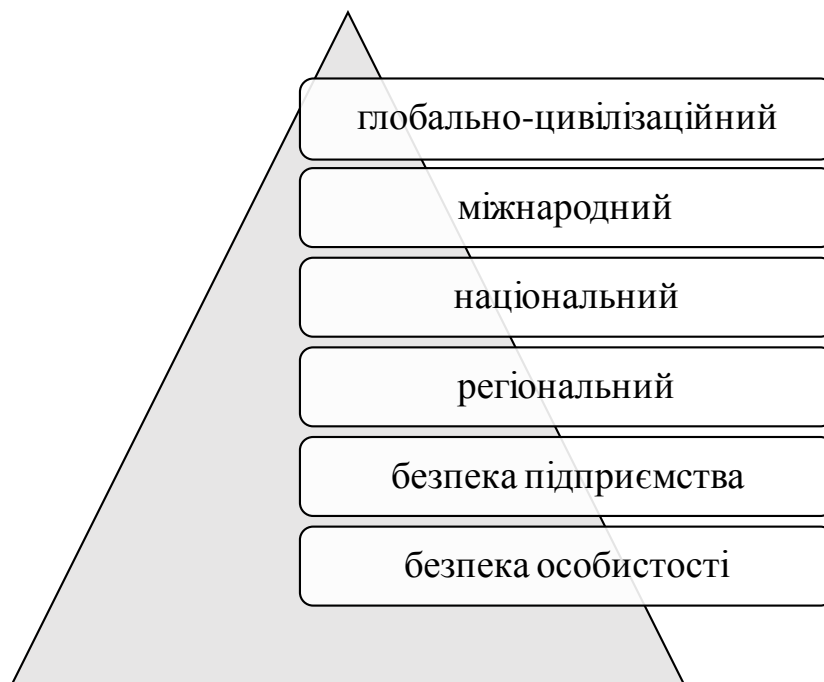 глобально-цивілізаційний
міжнародний
національний
регіональний
безпека підприємства
безпека особистості